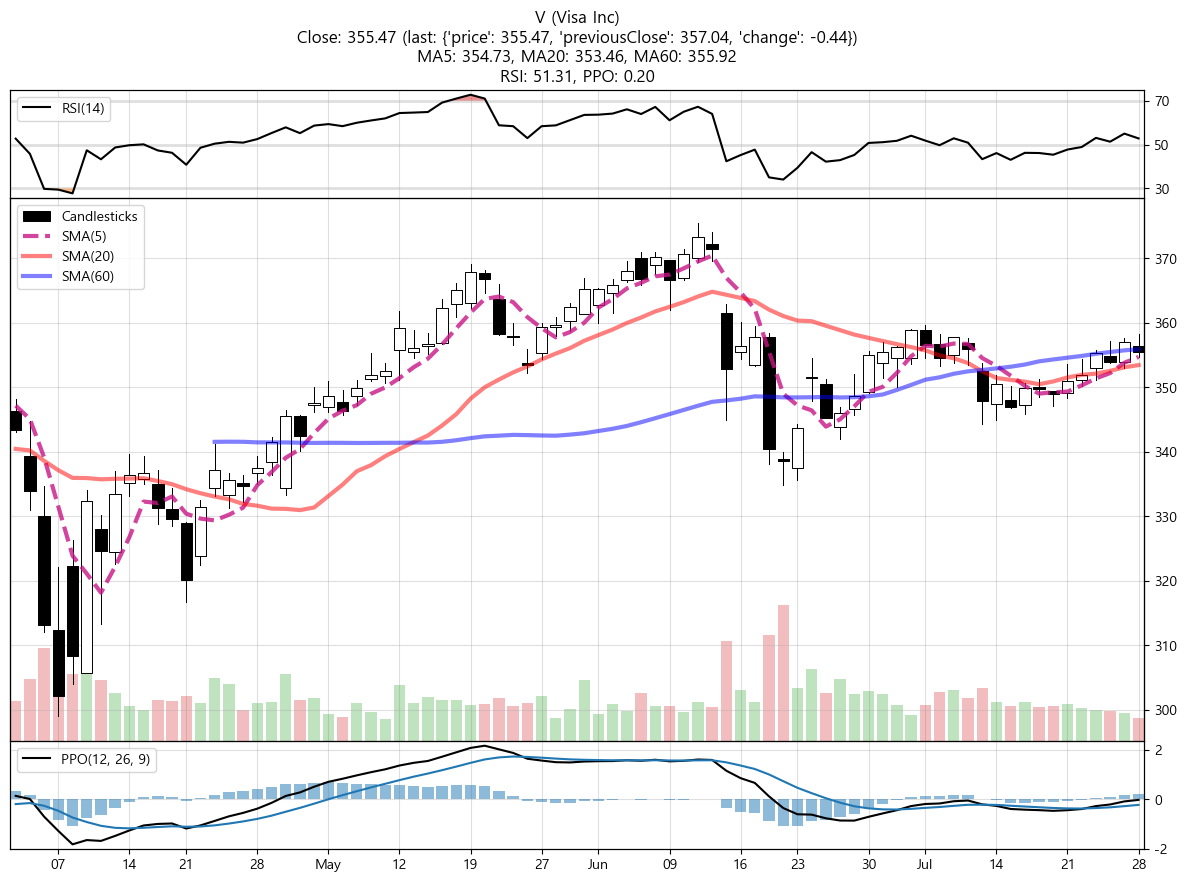 V (Visa Inc)
Close: 355.47 (last: {'price': 355.47, 'previousClose': 357.04, 'change': -0.44})
MA5: 354.73, MA20: 353.46, MA60: 355.92
RSI: 51.31, PPO: 0.20
RSI(14)
70
50
30
Candlesticks
SMA(5)
SMA(20)
SMA(60)
370
360
350
340
330
320
310
300
PPO(12, 26, 9)
2
0
-2
07 14 21 28 May 12 19 27 Jun 09 16 23 30 Jul 14 21 28